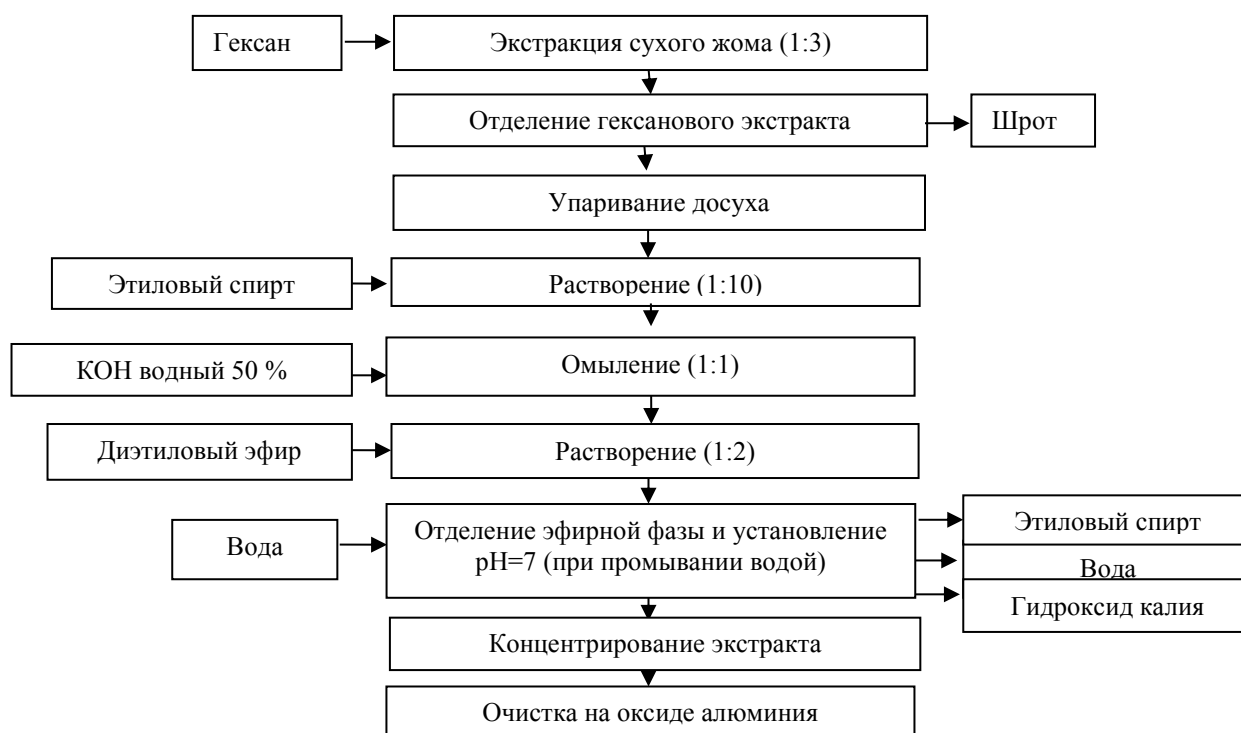 Гексан
Экстракция сухого жома (1:3)
Отделение гексанового экстракта
Шрот
Упаривание досуха
Этиловый спирт
Растворение (1:10)
КОН водный 50 %
Омыление (1:1)
Диэтиловый эфир
Растворение (1:2)
Вода
Отделение эфирной фазы и установление
pH=7 (при промывании водой)
Этиловый спирт
Вода
Гидроксид калия
Концентрирование экстракта
Очистка на оксиде алюминия